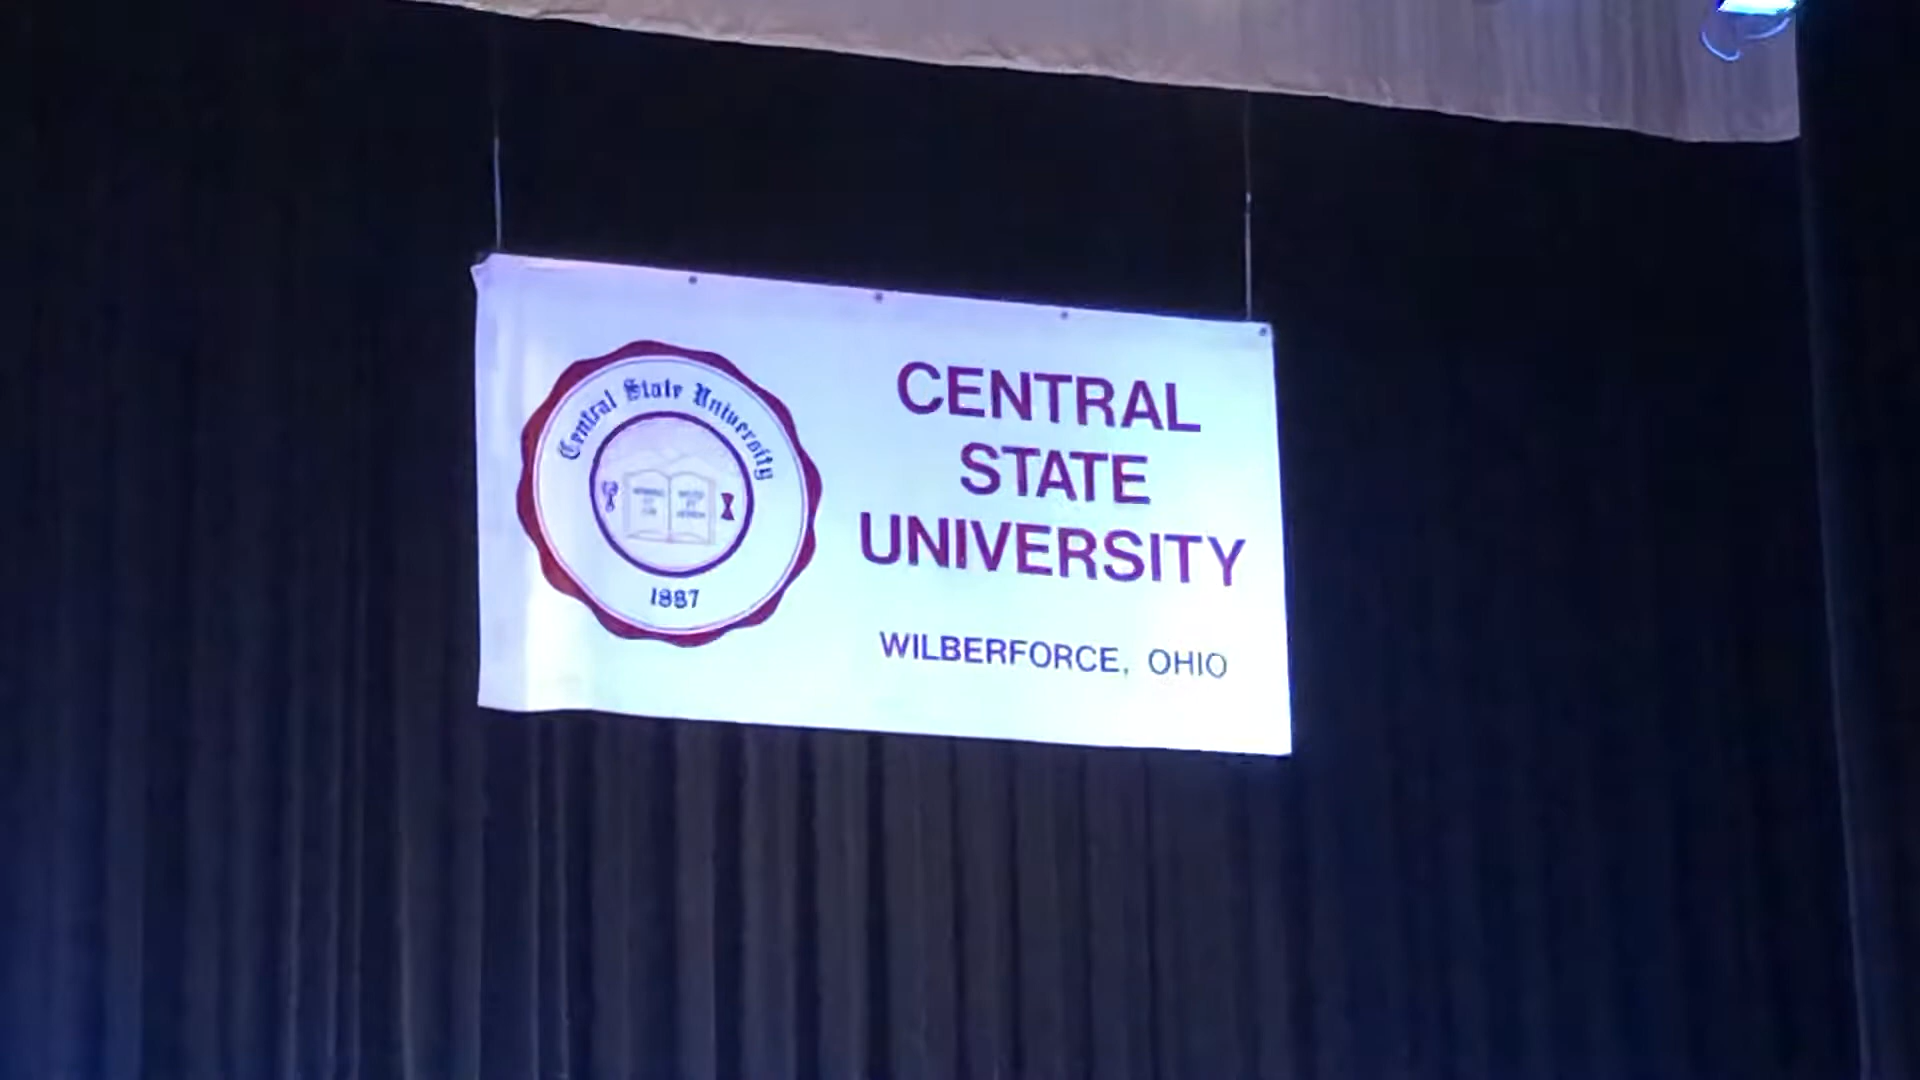 Central State University
1887
CENTRAL
STATE
UNIVERSITY
WILBERFORCE, OHIO